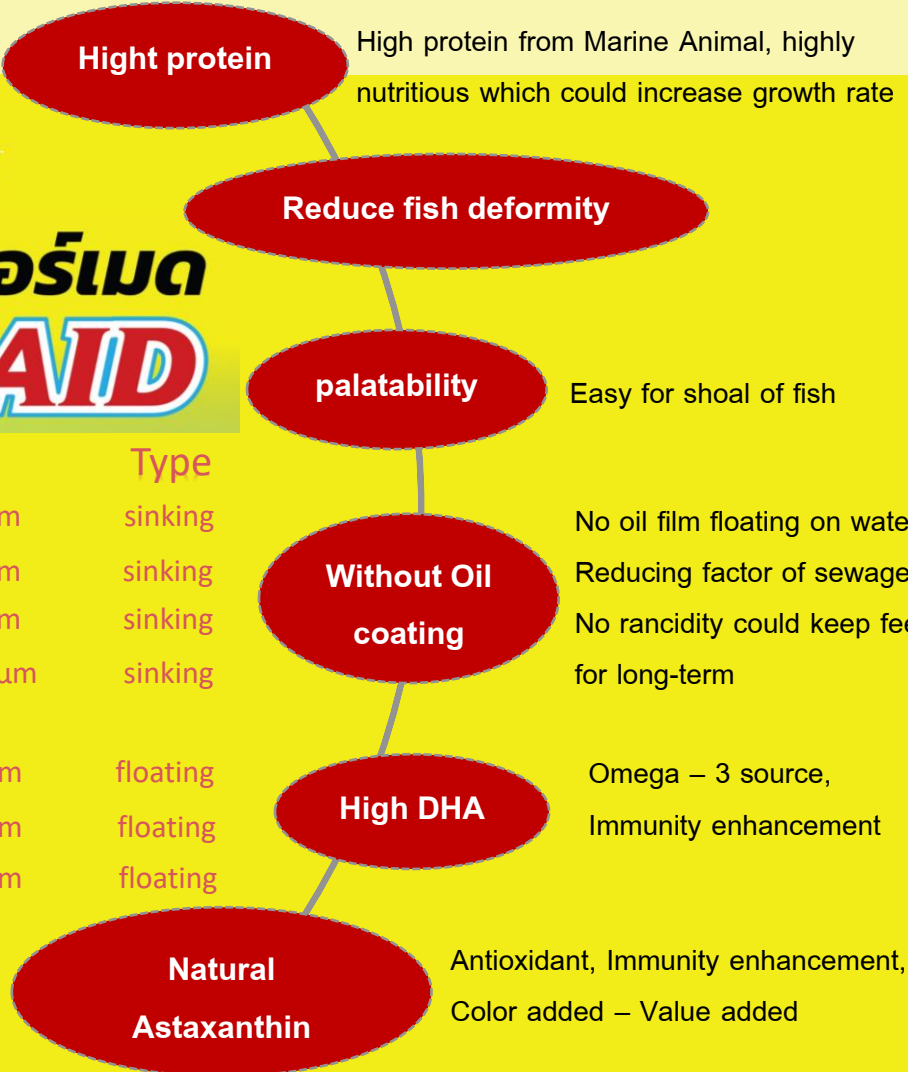 Hight protein
High protein from Marine Animal, highly
nutritious which could increase growth rate
Reduce fish deformity
อร์เมด
AID
palatability
Easy for shoal of fish
Type
m sinking
m sinking
m sinking
um sinking
m floating
m floating
m floating
Without Oil
coating
No oil film floating on wate
Reducing factor of sewage
No rancidity could keep fee
for long-term
High DHA
Omega – 3 source,
Immunity enhancement
Natural
Astaxanthin
Antioxidant, Immunity enhancement,
Color added – Value added